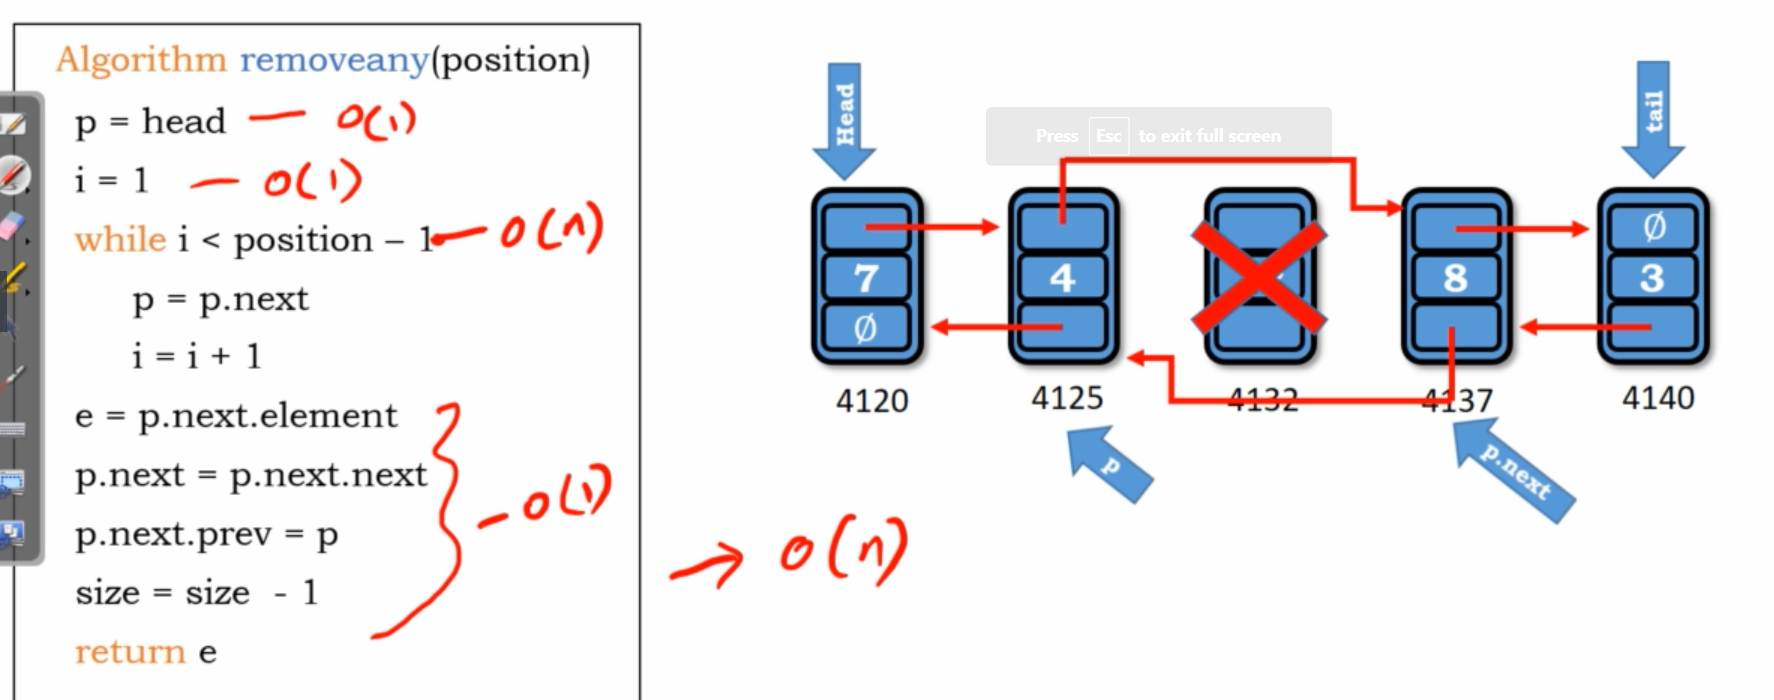 Algorithm removeany(position)
p = head — O(1)
i = 1 — O(1)
while i < position – 1 — O(n)
p = p.next
i = i + 1
e = p.next.element
p.next = p.next.next
p.next.prev = p
size = size - 1
return e
– O(1)
→ O(n)
Head
Press Esc to exit full screen
tail
7
∅
4
8
∅
3
4120
4125
4132
4137
4140
p
p.next